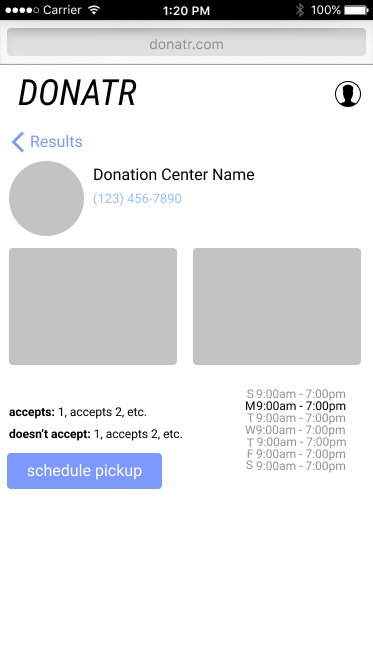 Carrier 1:20 PM 100%
donatr.com
DONATR
Results
Donation Center Name
(123) 456-7890
S 9:00am - 7:00pm
M 9:00am - 7:00pm
T 9:00am - 7:00pm
W 9:00am - 7:00pm
T 9:00am - 7:00pm
F 9:00am - 7:00pm
S 9:00am - 7:00pm
accepts: 1, accepts 2, etc.
doesn't accept: 1, accepts 2, etc.
schedule pickup